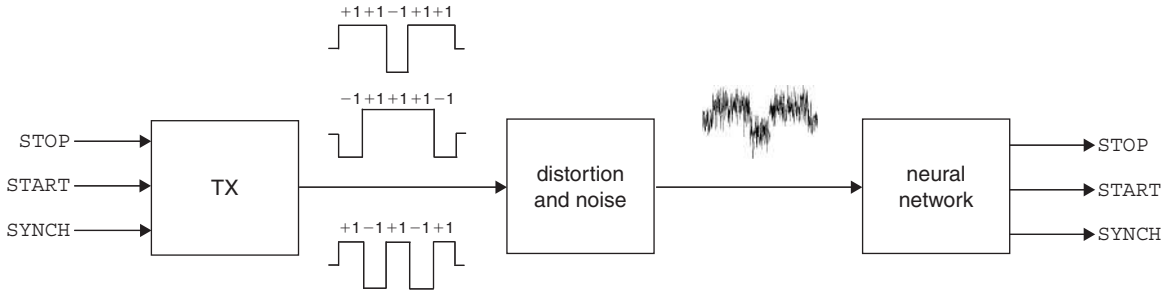 +1+1−1+1+1
−1+1+1+1−1
STOP
START
SYNCH
TX
distortion
and noise
neural
network
STOP
START
SYNCH
+1−1+1−1+1